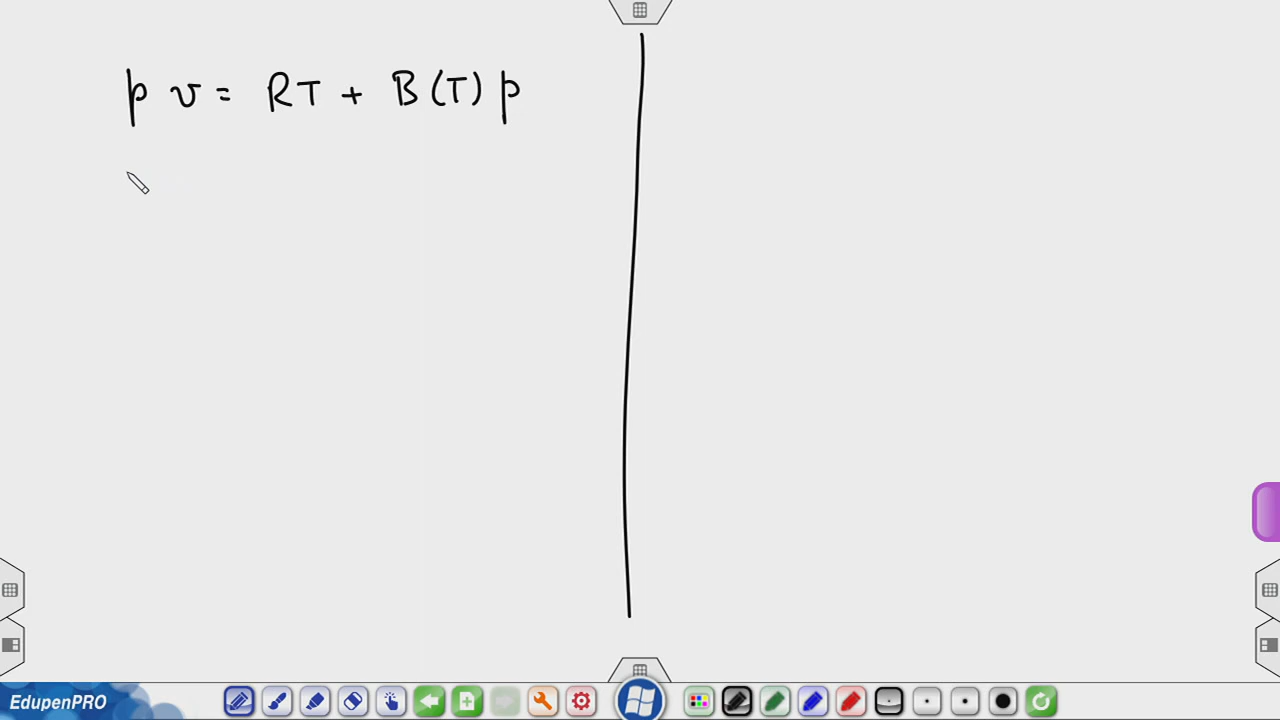 p v = RT + B(T) p
EdupenPRO